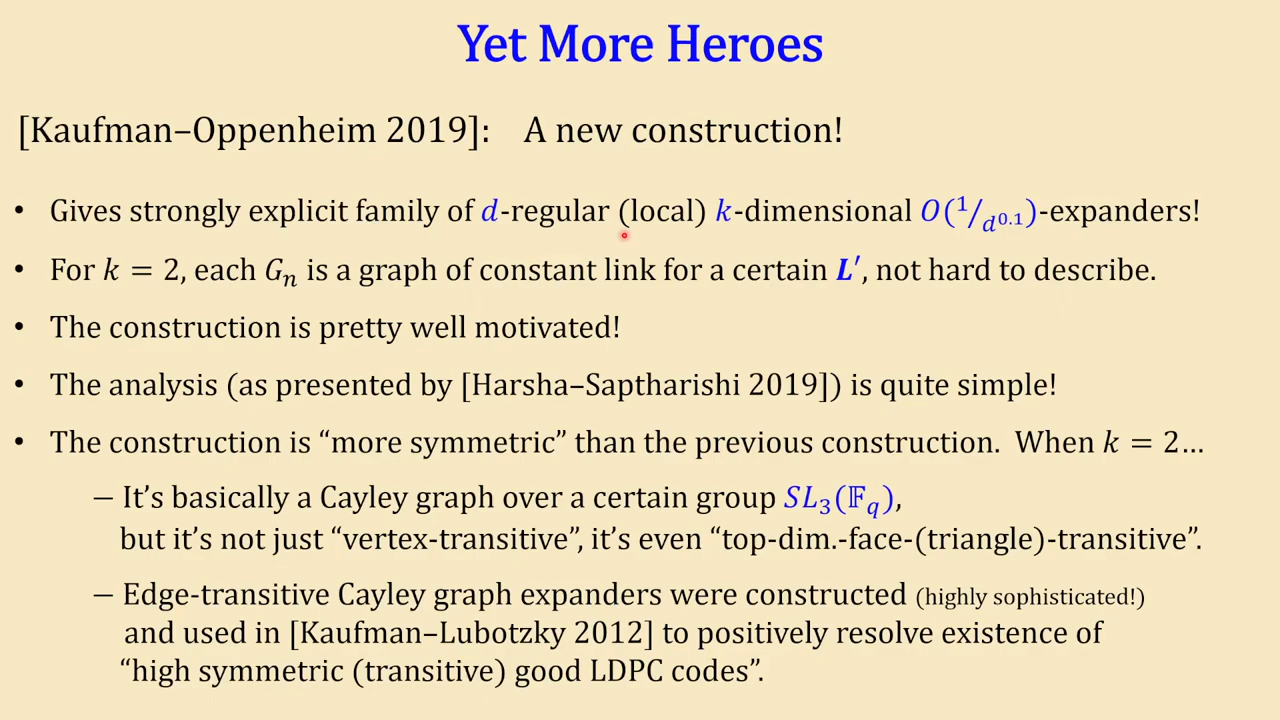 Yet More Heroes
[Kaufman–Oppenheim 2019]: A new construction!
• Gives strongly explicit family of d-regular (local) k-dimensional O(1/d^0.1)-expanders!
• For k = 2, each Gₙ is a graph of constant link for a certain L′, not hard to describe.
• The construction is pretty well motivated!
• The analysis (as presented by [Harsha–Saptharishi 2019]) is quite simple!
• The construction is “more symmetric” than the previous construction. When k = 2…
– It’s basically a Cayley graph over a certain group SL₃(𝔽_q),
but it’s not just “vertex-transitive”, it’s even “top-dim.-face-(triangle)-transitive”.
– Edge-transitive Cayley graph expanders were constructed (highly sophisticated!)
and used in [Kaufman–Lubotzky 2012] to positively resolve existence of
“high symmetric (transitive) good LDPC codes”.